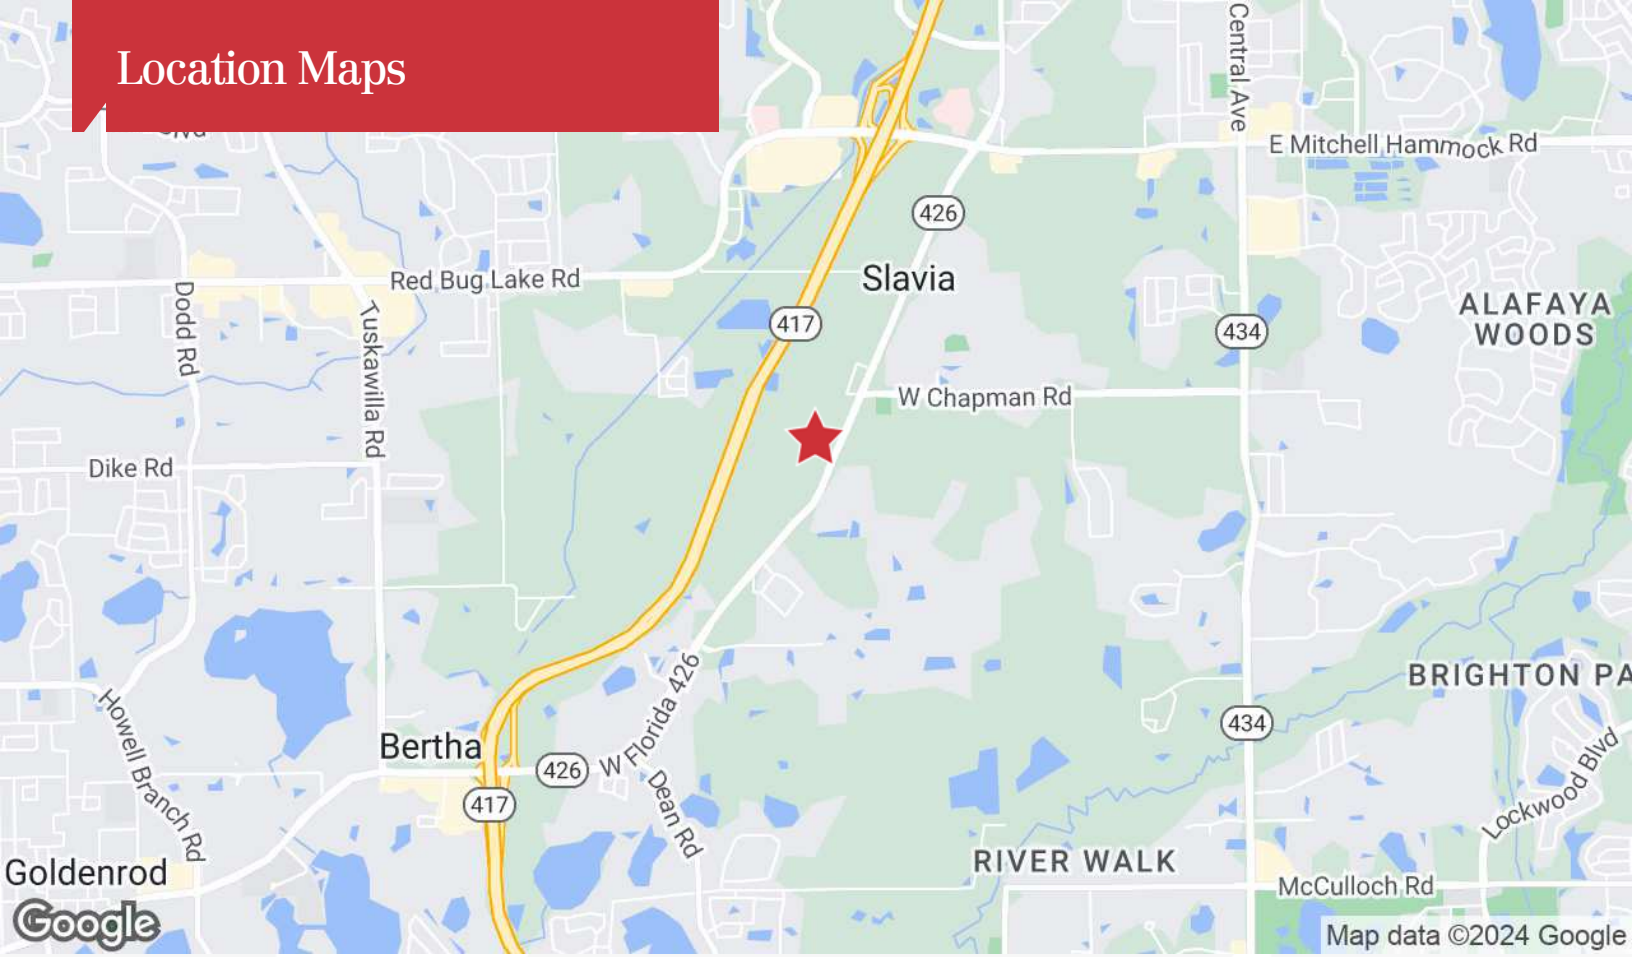 Location Maps
Central Ave
E Mitchell Hammock Rd
426
Slavia
Red Bug Lake Rd
Dodd Rd
Tuskawilla Rd
417
434
ALAFAYA
WOODS
W Chapman Rd
Dike Rd
BRIGHTON PA
Howell Branch Rd
Bertha
426
W Florida 426
417
Dean Rd
434
Lockwood Blvd
RIVER WALK
Goldenrod
McCulloch Rd
Google
Map data ©2024 Google